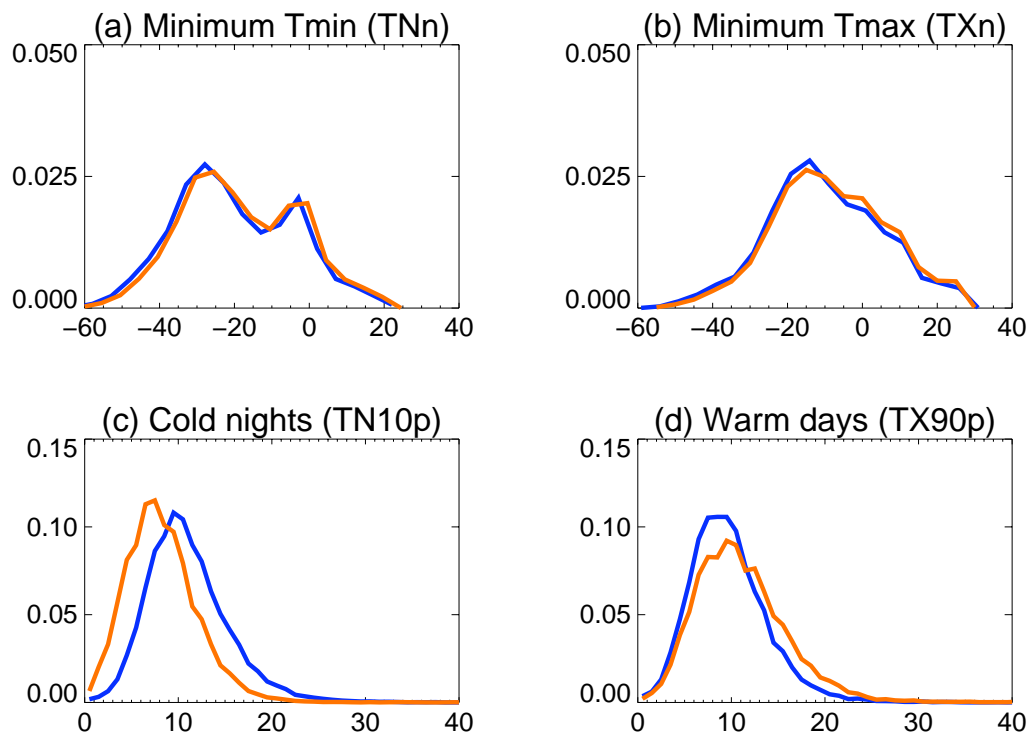 (a) Minimum Tmin (TNn)
0.050
0.025
0.000
−60 −40 −20 0 20 40
(b) Minimum Tmax (TXn)
0.050
0.025
0.000
−60 −40 −20 0 20 40
(c) Cold nights (TN10p)
0.15
0.10
0.05
0.00
0 10 20 30 40
(d) Warm days (TX90p)
0.15
0.10
0.05
0.00
0 10 20 30 40